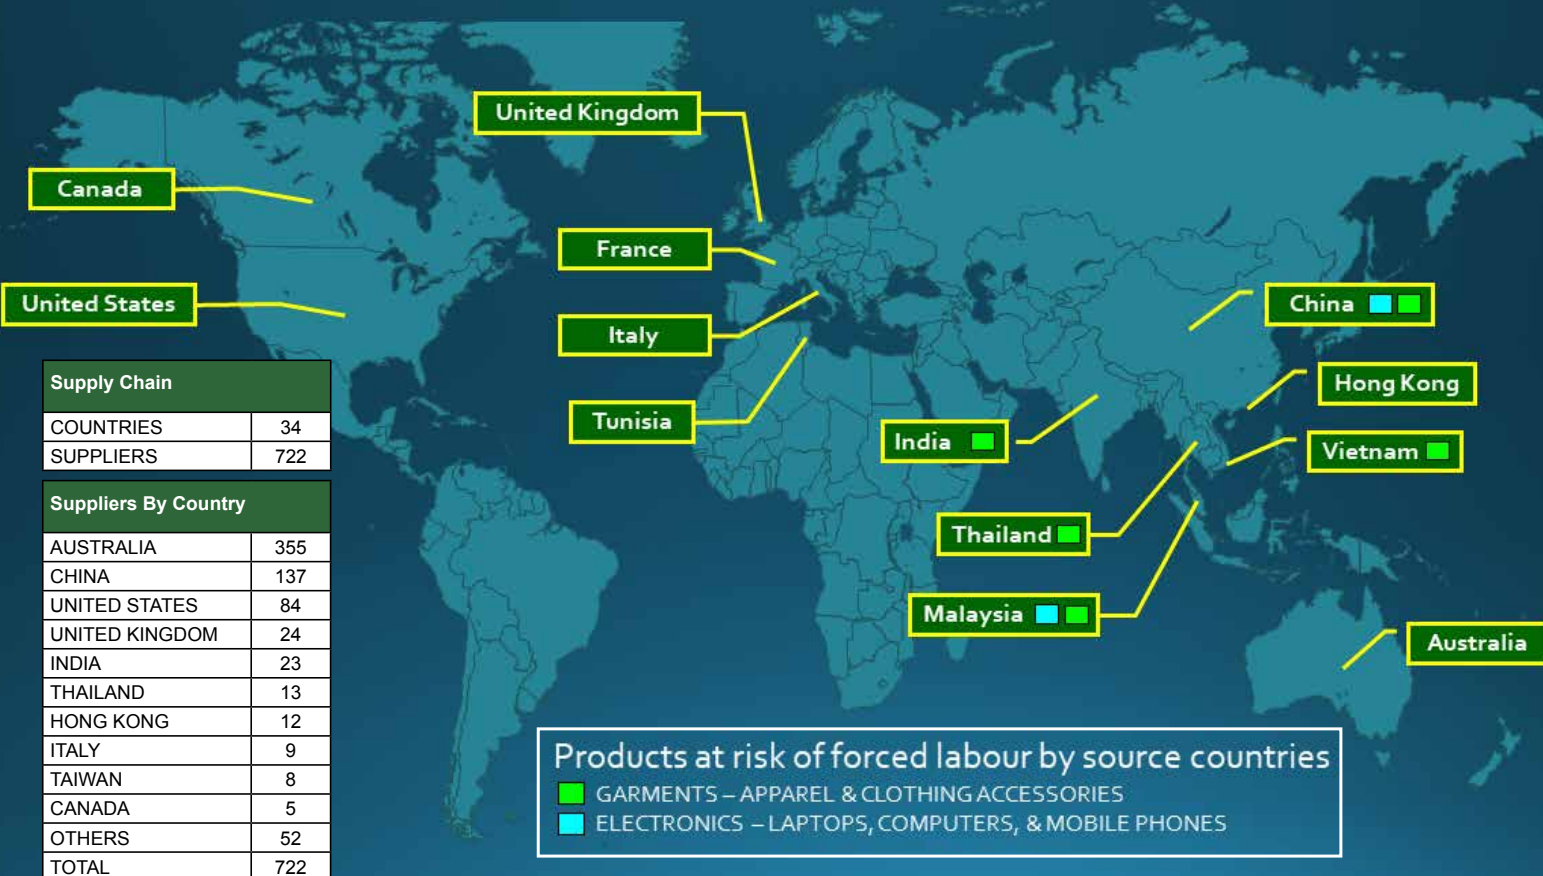 United Kingdom
Canada
France
United States
China
Italy
Hong Kong
Tunisia
India
Vietnam
Thailand
Malaysia
Australia
Supply Chain
COUNTRIES 34
SUPPLIERS 722
Suppliers By Country
AUSTRALIA 355
CHINA 137
UNITED STATES 84
UNITED KINGDOM 24
INDIA 23
THAILAND 13
HONG KONG 12
ITALY 9
TAIWAN 8
CANADA 5
OTHERS 52
TOTAL 722
Products at risk of forced labour by source countries
GARMENTS – APPAREL & CLOTHING ACCESSORIES
ELECTRONICS – LAPTOPS, COMPUTERS, & MOBILE PHONES